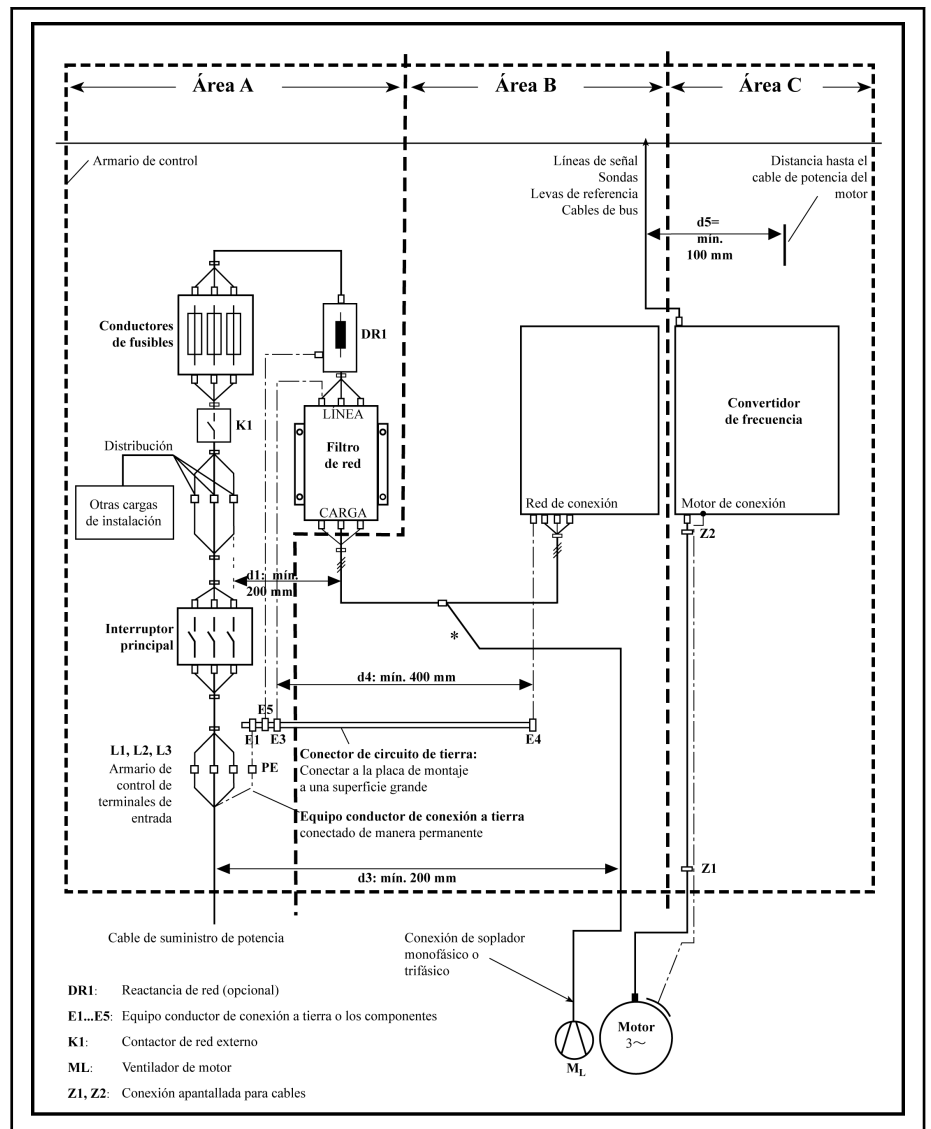 Área A
Área B
Área C
Armario de control
Líneas de señal
Sondas
Levas de referencia
Cables de bus
Distancia hasta el
cable de potencia del
motor
d5=
mín.
100 mm
Conductores
de fusibles
DR1
K1
LÍNEA
Filtro
de red
CARGA
Convertidor
de frecuencia
Distribución
Otras cargas
de instalación
Red de conexión
Motor de conexión
Z2
d1: mín.
200 mm
Interruptor
principal
*
d4: mín. 400 mm
E5
E1
E3
E4
L1, L2, L3
Armario de
control de
terminales de
entrada
PE
Conector de circuito de tierra:
Conectar a la placa de montaje
a una superficie grande
Equipo conductor de conexión a tierra
conectado de manera permanente
d3: mín. 200 mm
Z1
Cable de suministro de potencia
Conexión de soplador
monofásico o
trifásico
Motor
3~
ML
DR1: Reactancia de red (opcional)
E1...E5: Equipo conductor de conexión a tierra o los componentes
K1: Contactor de red externo
ML: Ventilador de motor
Z1, Z2: Conexión apantallada para cables